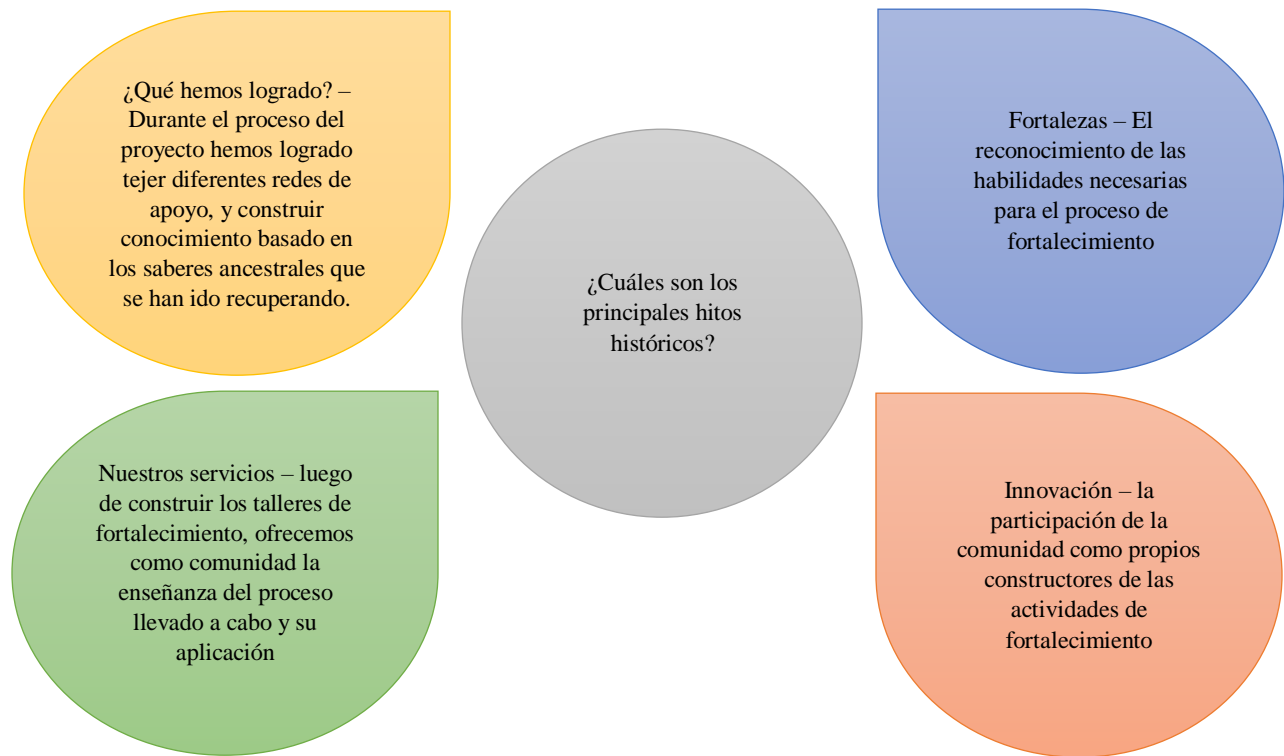 ¿Qué hemos logrado? –
Durante el proceso del
proyecto hemos logrado
tejer diferentes redes de
apoyo, y construir
conocimiento basado en
los saberes ancestrales que
se han ido recuperando.
Fortalezas – El
reconocimiento de las
habilidades necesarias
para el proceso de
fortalecimiento
¿Cuáles son los
principales hitos
históricos?
Nuestros servicios – luego
de construir los talleres de
fortalecimiento, ofrecemos
como comunidad la
enseñanza del proceso
llevado a cabo y su
aplicación
Innovación – la
participación de la
comunidad como propios
constructores de las
actividades de
fortalecimiento